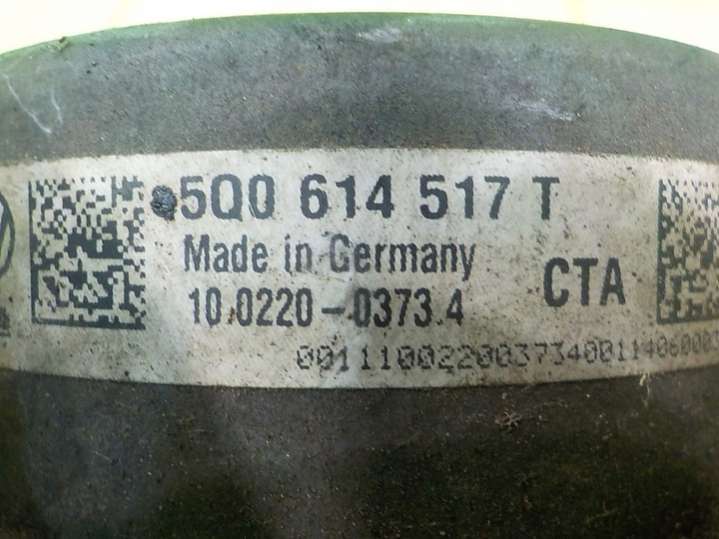 5Q0 614 517 T
Made in Germany
10.0220-0373.4 CTA